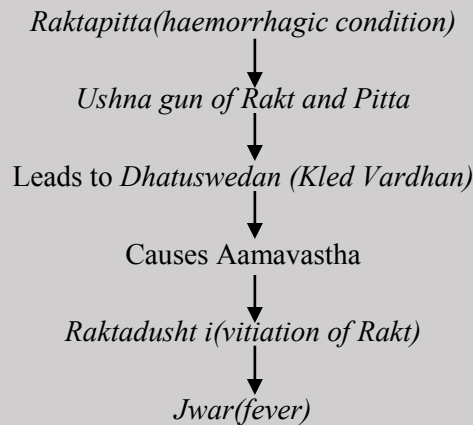 Raktapitta(haemorrhagic condition)
Ushna gun of Rakt and Pitta
Leads to Dhatuswedan (Kled Vardhan)
Causes Aamavastha
Raktadusht i(vitiation of Rakt)
Jwar(fever)